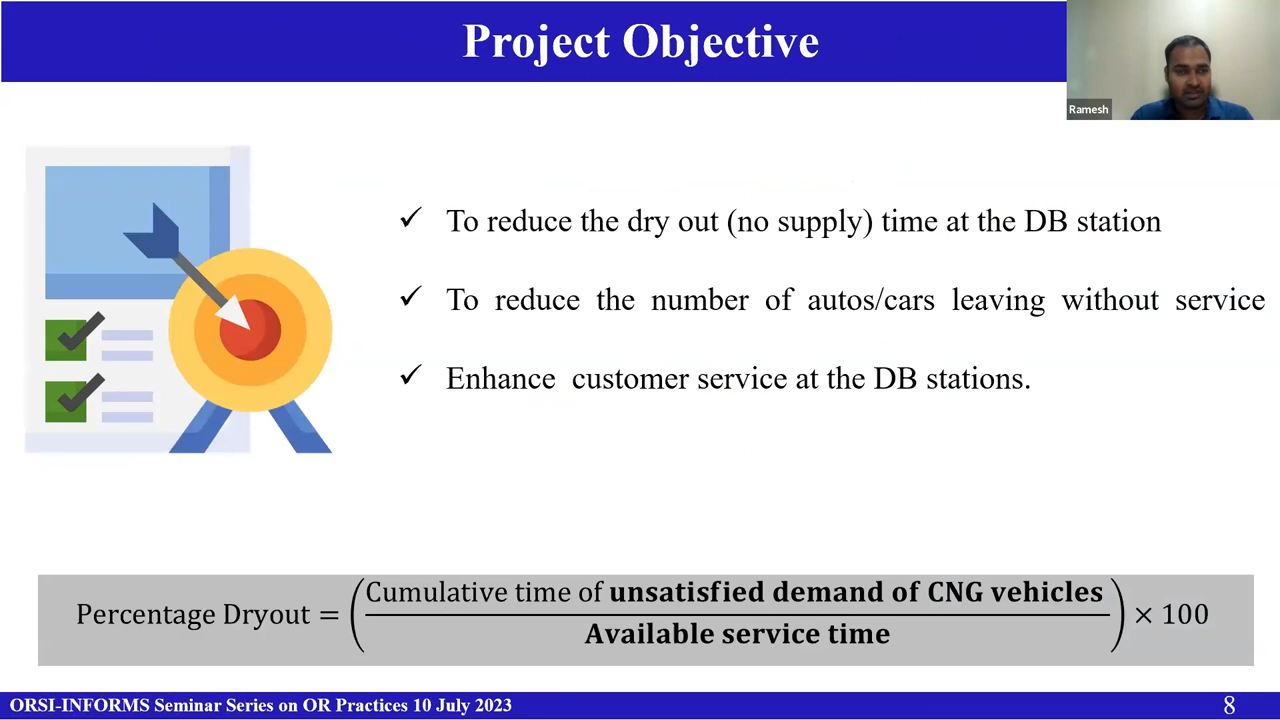 Project Objective
Ramesh
✓ To reduce the dry out (no supply) time at the DB station
✓ To reduce the number of autos/cars leaving without service
✓ Enhance customer service at the DB stations.
Percentage Dryout = (Cumulative time of unsatisfied demand of CNG vehicles / Available service time) × 100
ORSI-INFORMS Seminar Series on OR Practices 10 July 2023
8